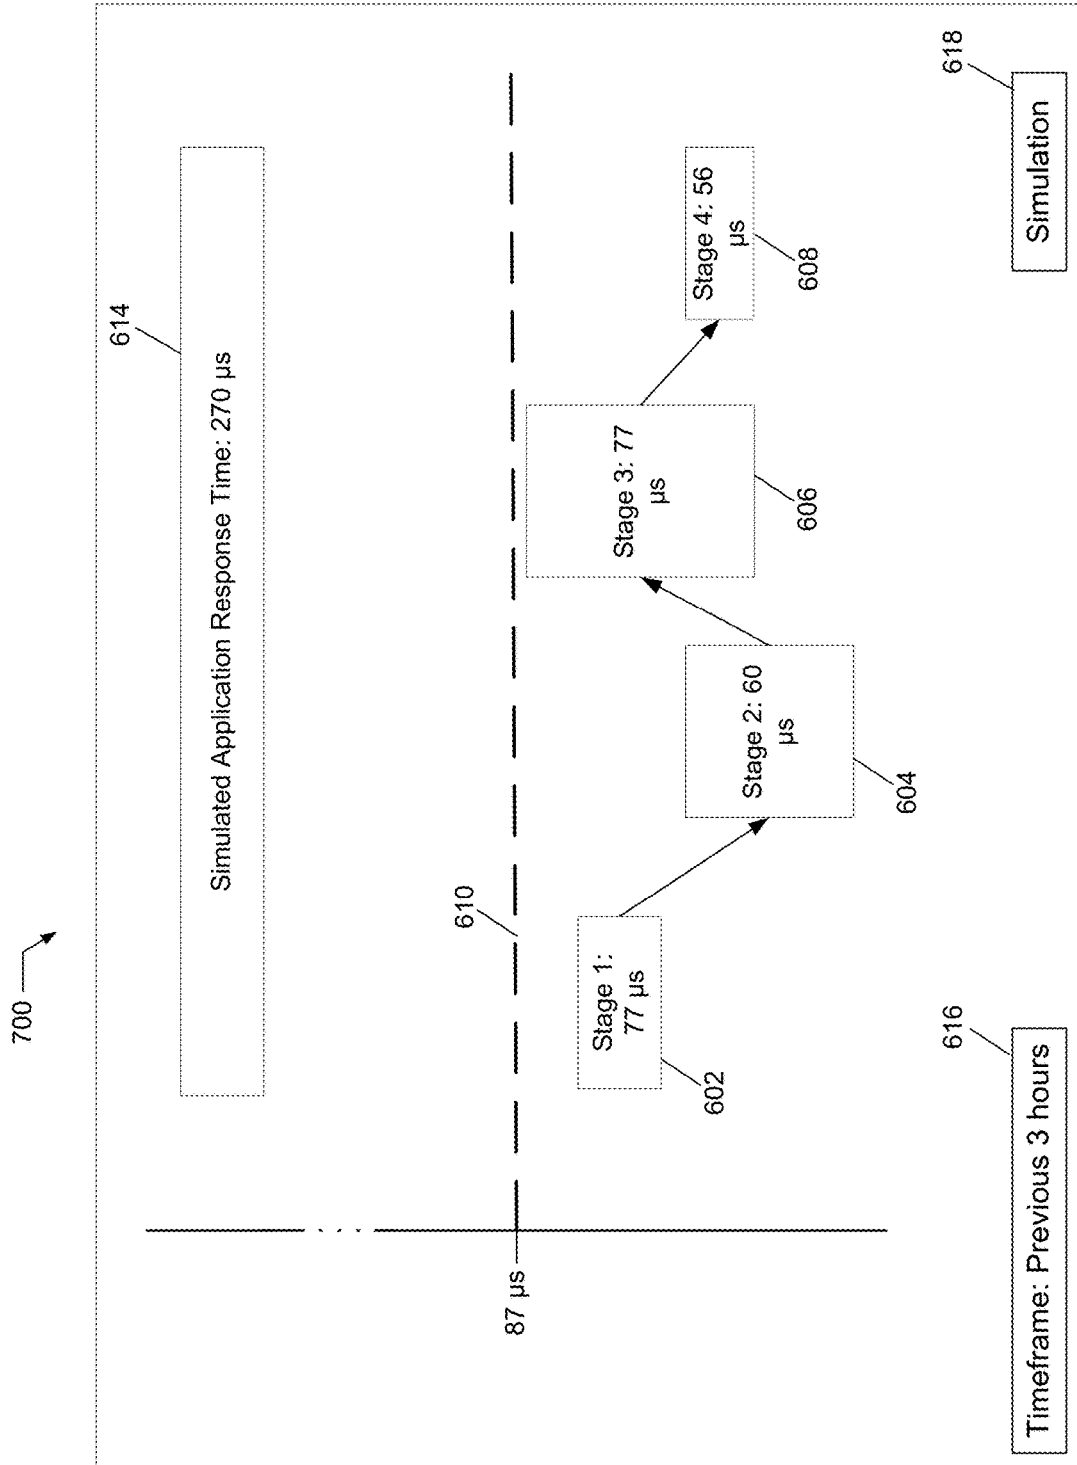 700
614
Simulated Application Response Time: 270 µs
610
87 µs
Stage 1:
77 µs
602
Stage 2: 60
µs
604
Stage 3: 77
µs
606
Stage 4: 56
µs
608
616
Timeframe: Previous 3 hours
618
Simulation